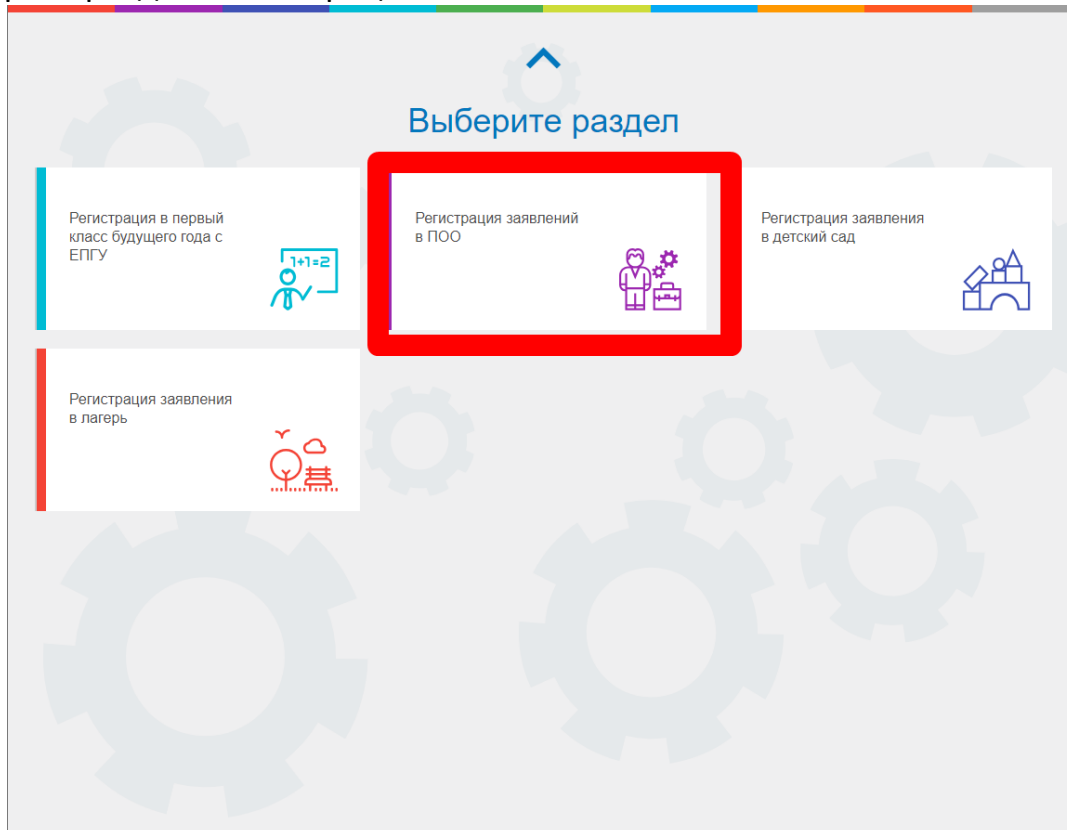 Выберите раздел
Регистрация в первый
класс будущего года с
ЕПГУ
1+1=2
Регистрация заявлений
в ПОО
Регистрация заявления
в детский сад
Регистрация заявления
в лагерь